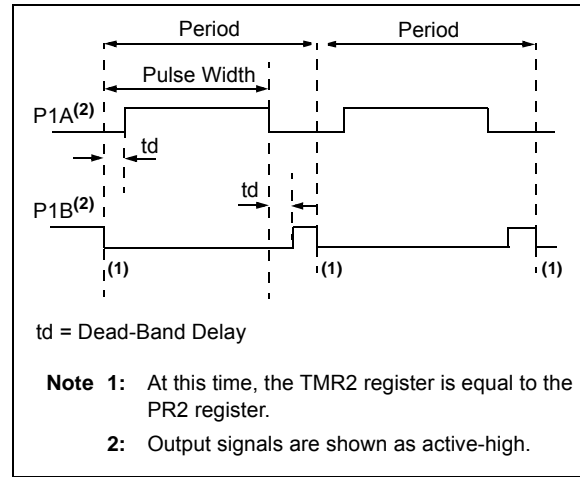 Period Period
Pulse Width
P1A(2)
td
td
P1B(2)
(1) (1) (1)
td = Dead-Band Delay
Note 1: At this time, the TMR2 register is equal to the
PR2 register.
2: Output signals are shown as active-high.